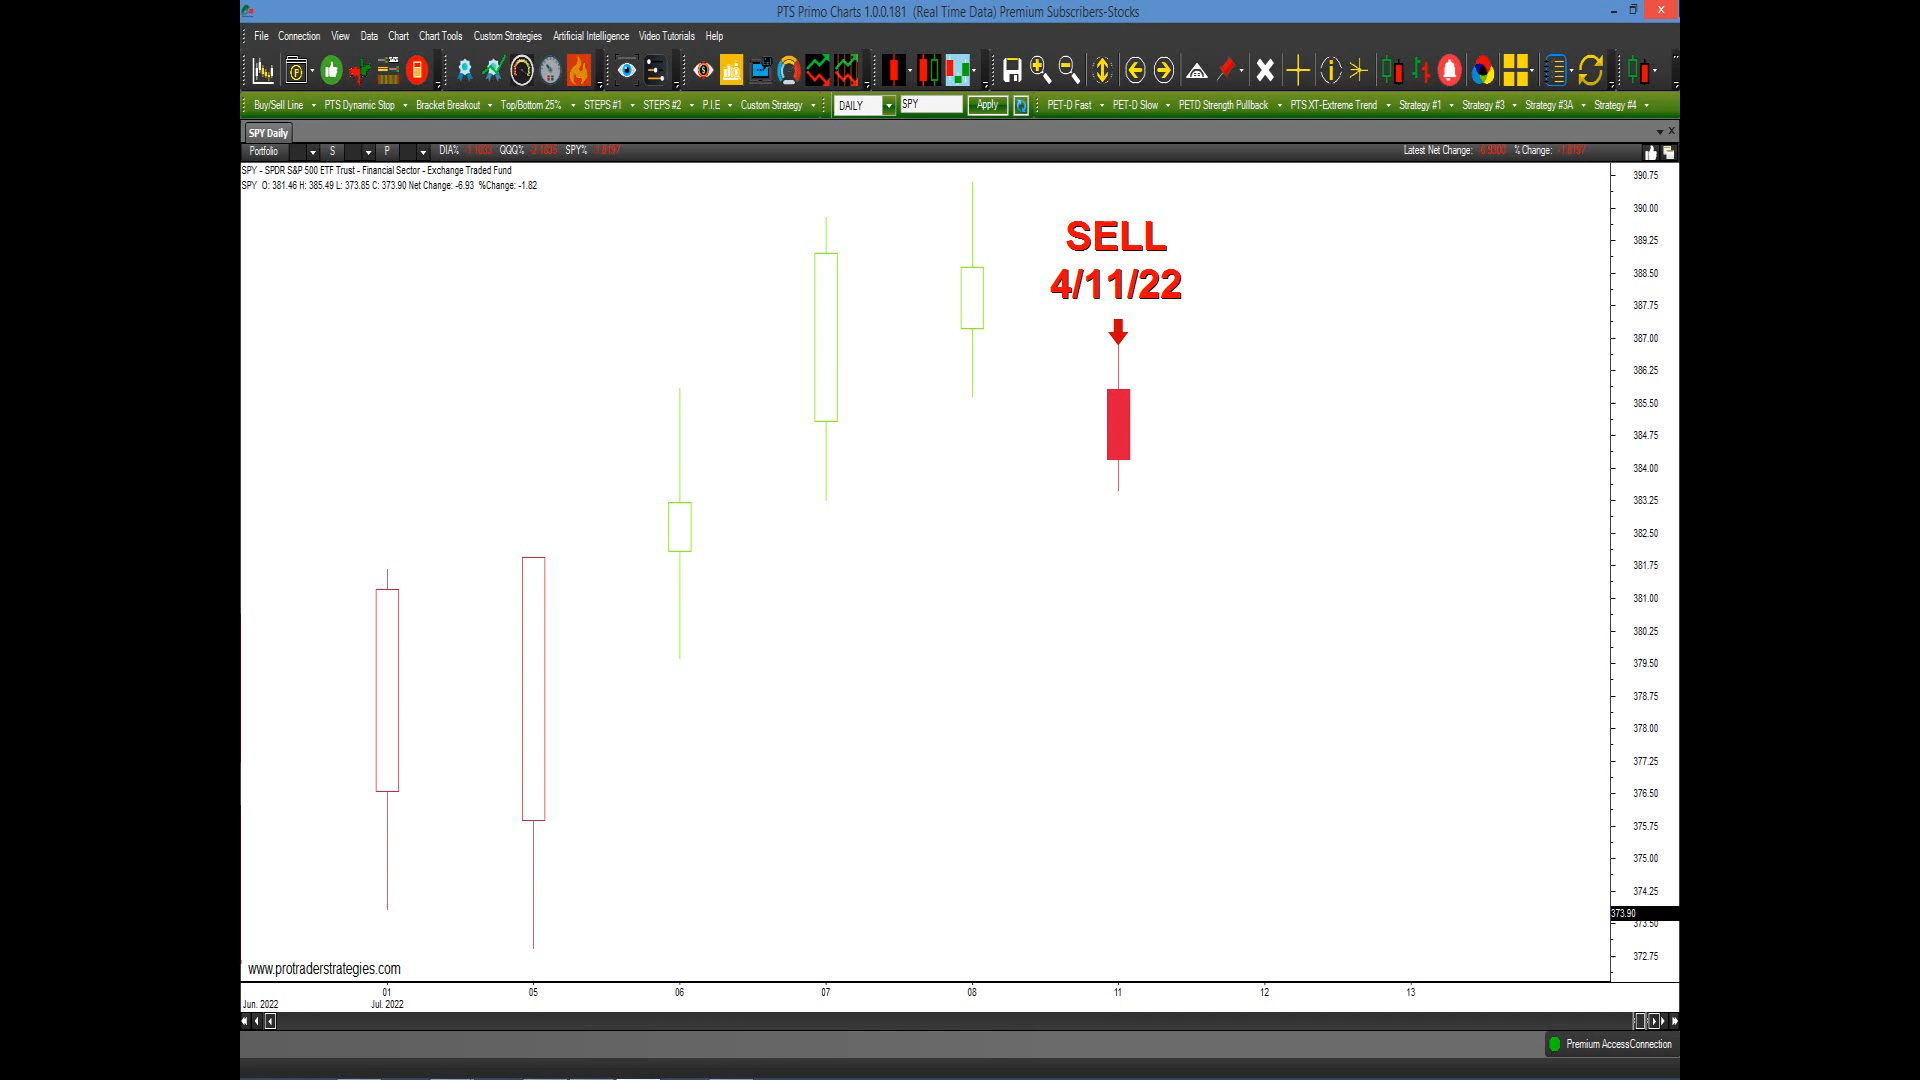 PTS Primo Charts 1.0.0.181 (Real Time Data) Premium Subscribers-Stocks
File Connection View Data Chart Chart Tools Custom Strategies Artificial Intelligence Video Tutorials Help
Buy/Sell Line PTS Dynamic Stop Bracket Breakout Top/Bottom 25% STEPS #1 STEPS #2 P.I.E Custom Strategy DAILY SPY Apply PET-D Fast PET-D Slow PETD Strength Pullback PTS XT-Extreme Trend Strategy #1 Strategy #3 Strategy #3A Strategy #4
SPY Daily
Portfolio S P DIA% QQQ% SPY% -1.8197 Latest Net Change: -6.9300 % Change: -1.8197
SPY - SPDR S&P 500 ETF Trust - Financial Sector - Exchange Traded Fund
SPY O: 381.46 H: 385.49 L: 373.85 C: 373.90 Net Change: -6.93 %Change: -1.82
SELL
4/11/22
390.75
390.00
389.25
388.50
387.75
387.00
386.25
385.50
384.75
384.00
383.25
382.50
381.75
381.00
380.25
379.50
378.75
378.00
377.25
376.50
375.75
375.00
374.25
373.90
373.50
372.75
www.protraderstrategies.com
01 05 06 07 08 11 12 13
Jun. 2022 Jul. 2022
Premium AccessConnection